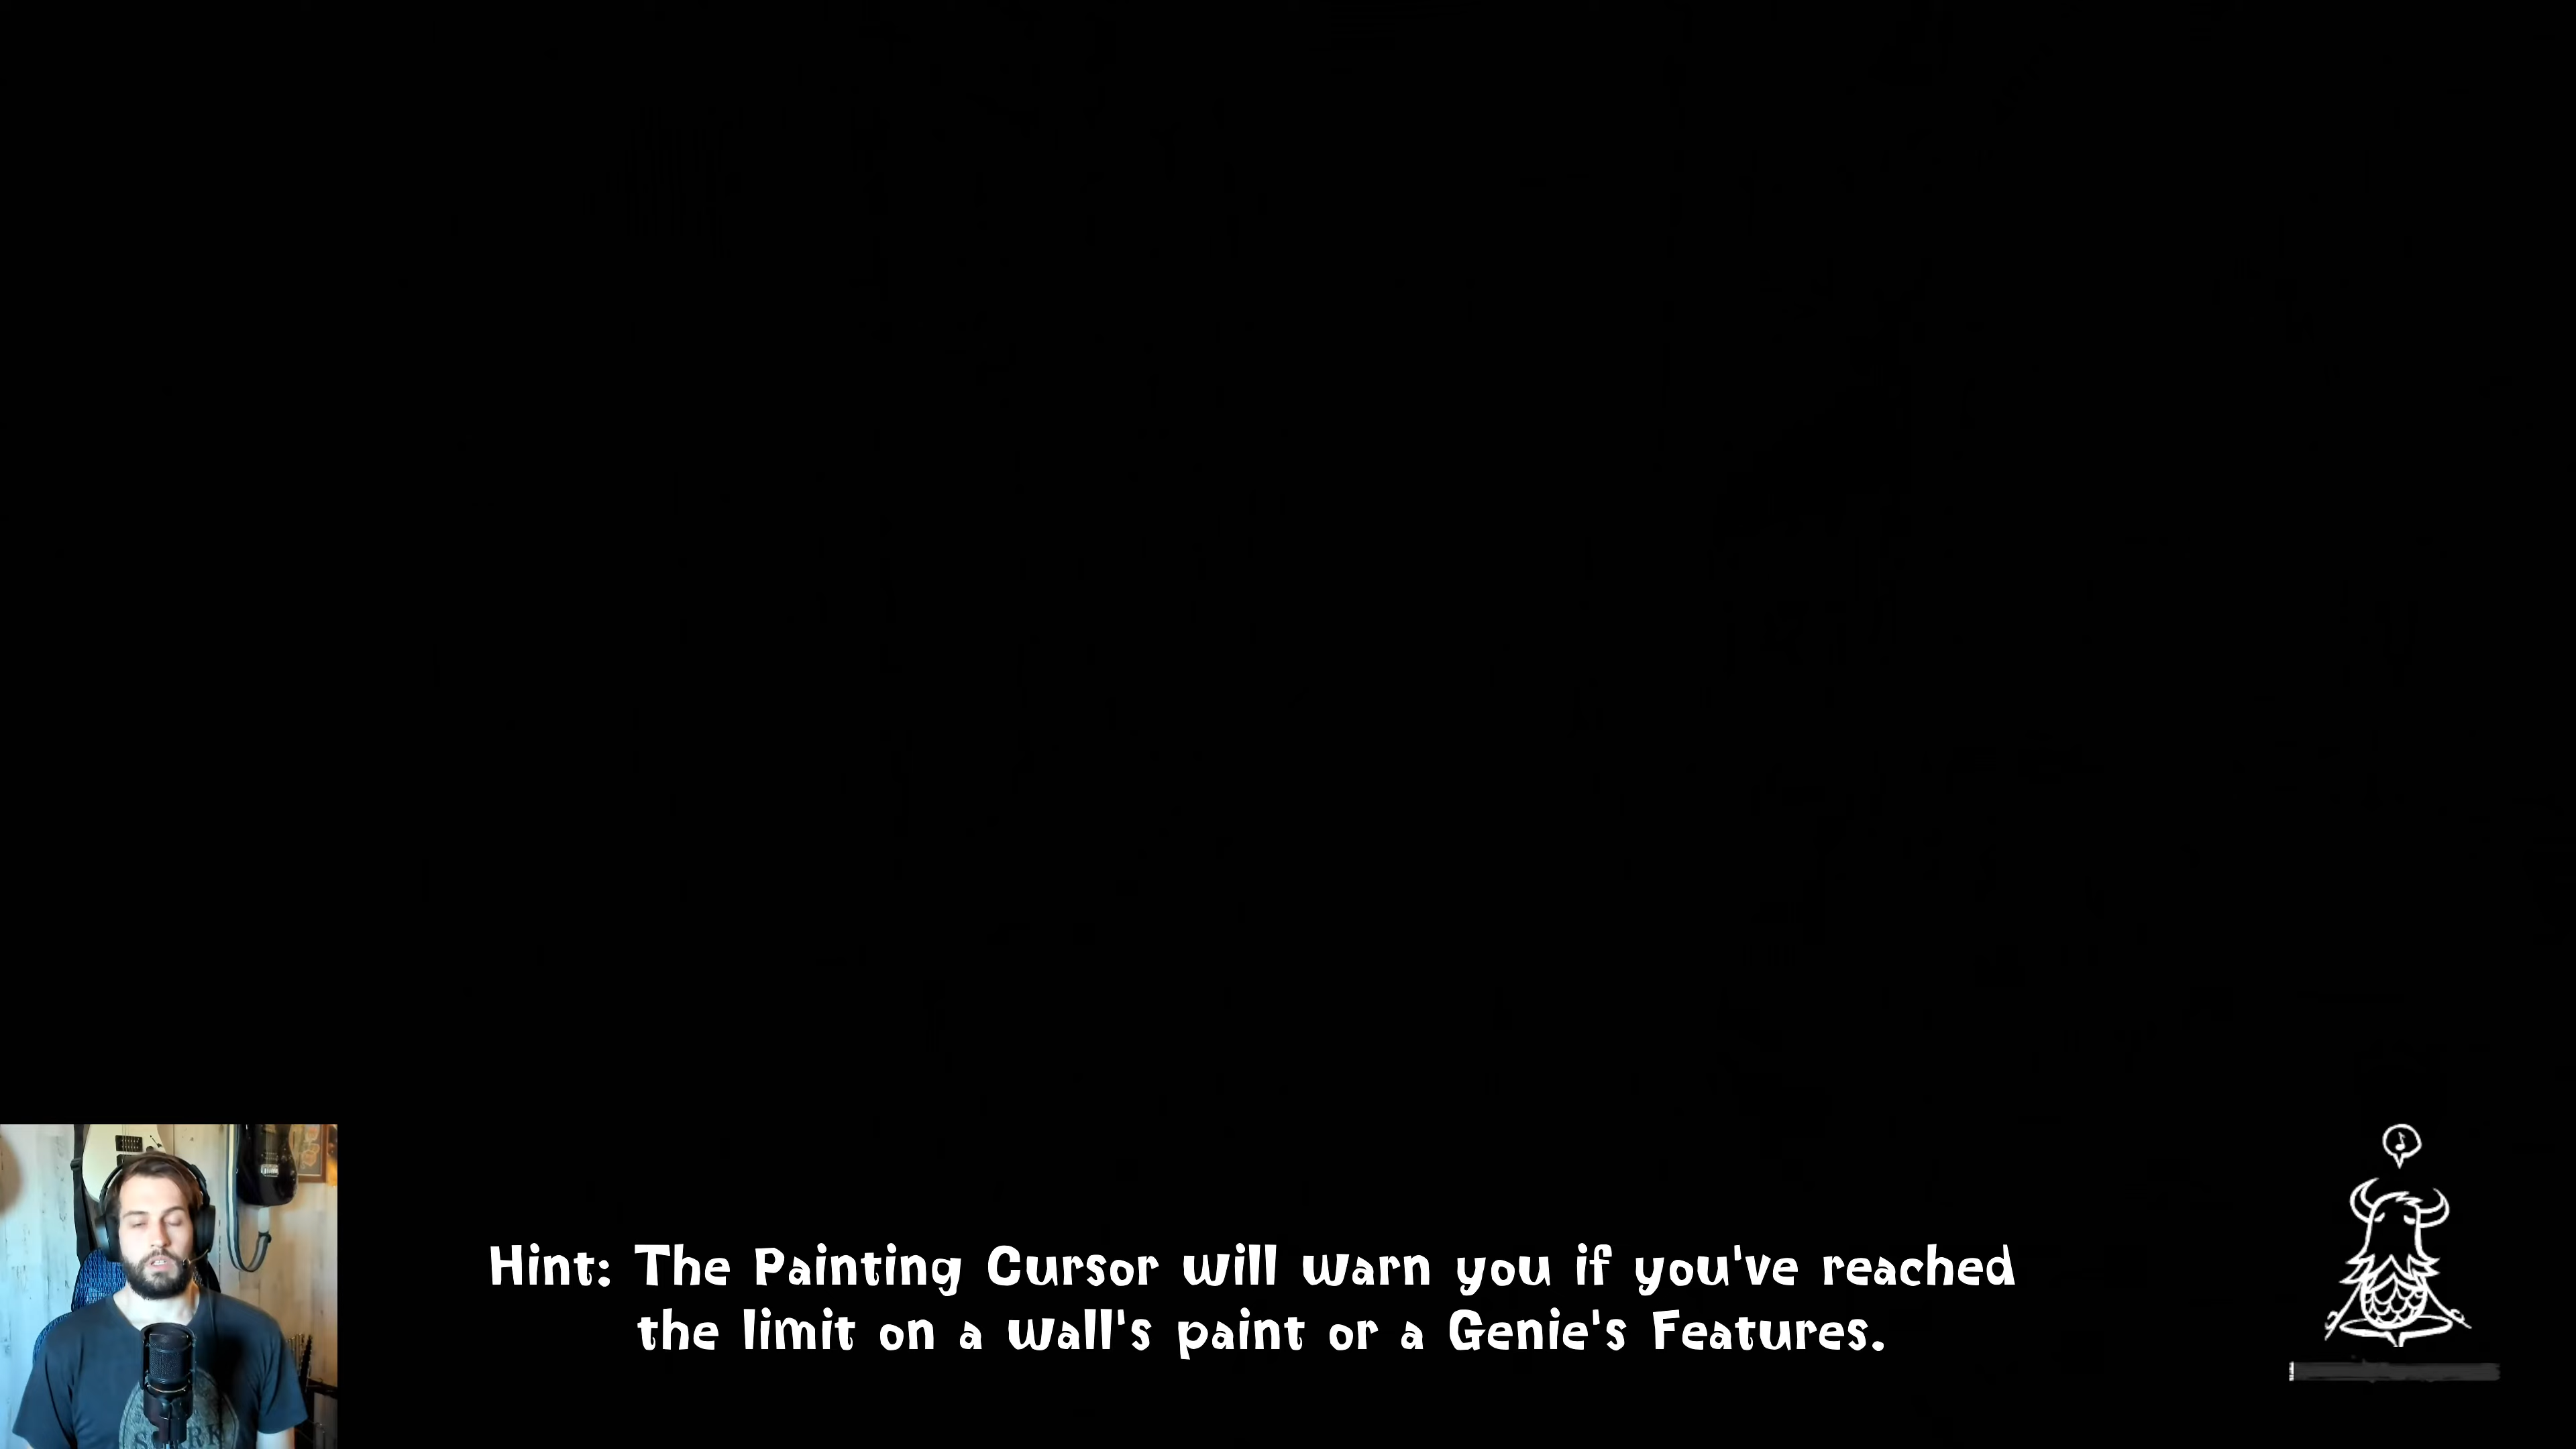 Hint: The Painting Cursor will warn you if you've reached
the limit on a wall's paint or a Genie's Features.